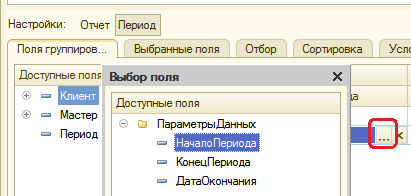 Настройки: Отчет Период
Поля группиров... Выбранные поля Отбор Сортировка Усло
Доступные поля
Клиент
Мастер
Период
Выбор поля
Доступные поля
ПараметрыДанных
НачалоПериода
КонецПериода
ДатаОкончания
да
...